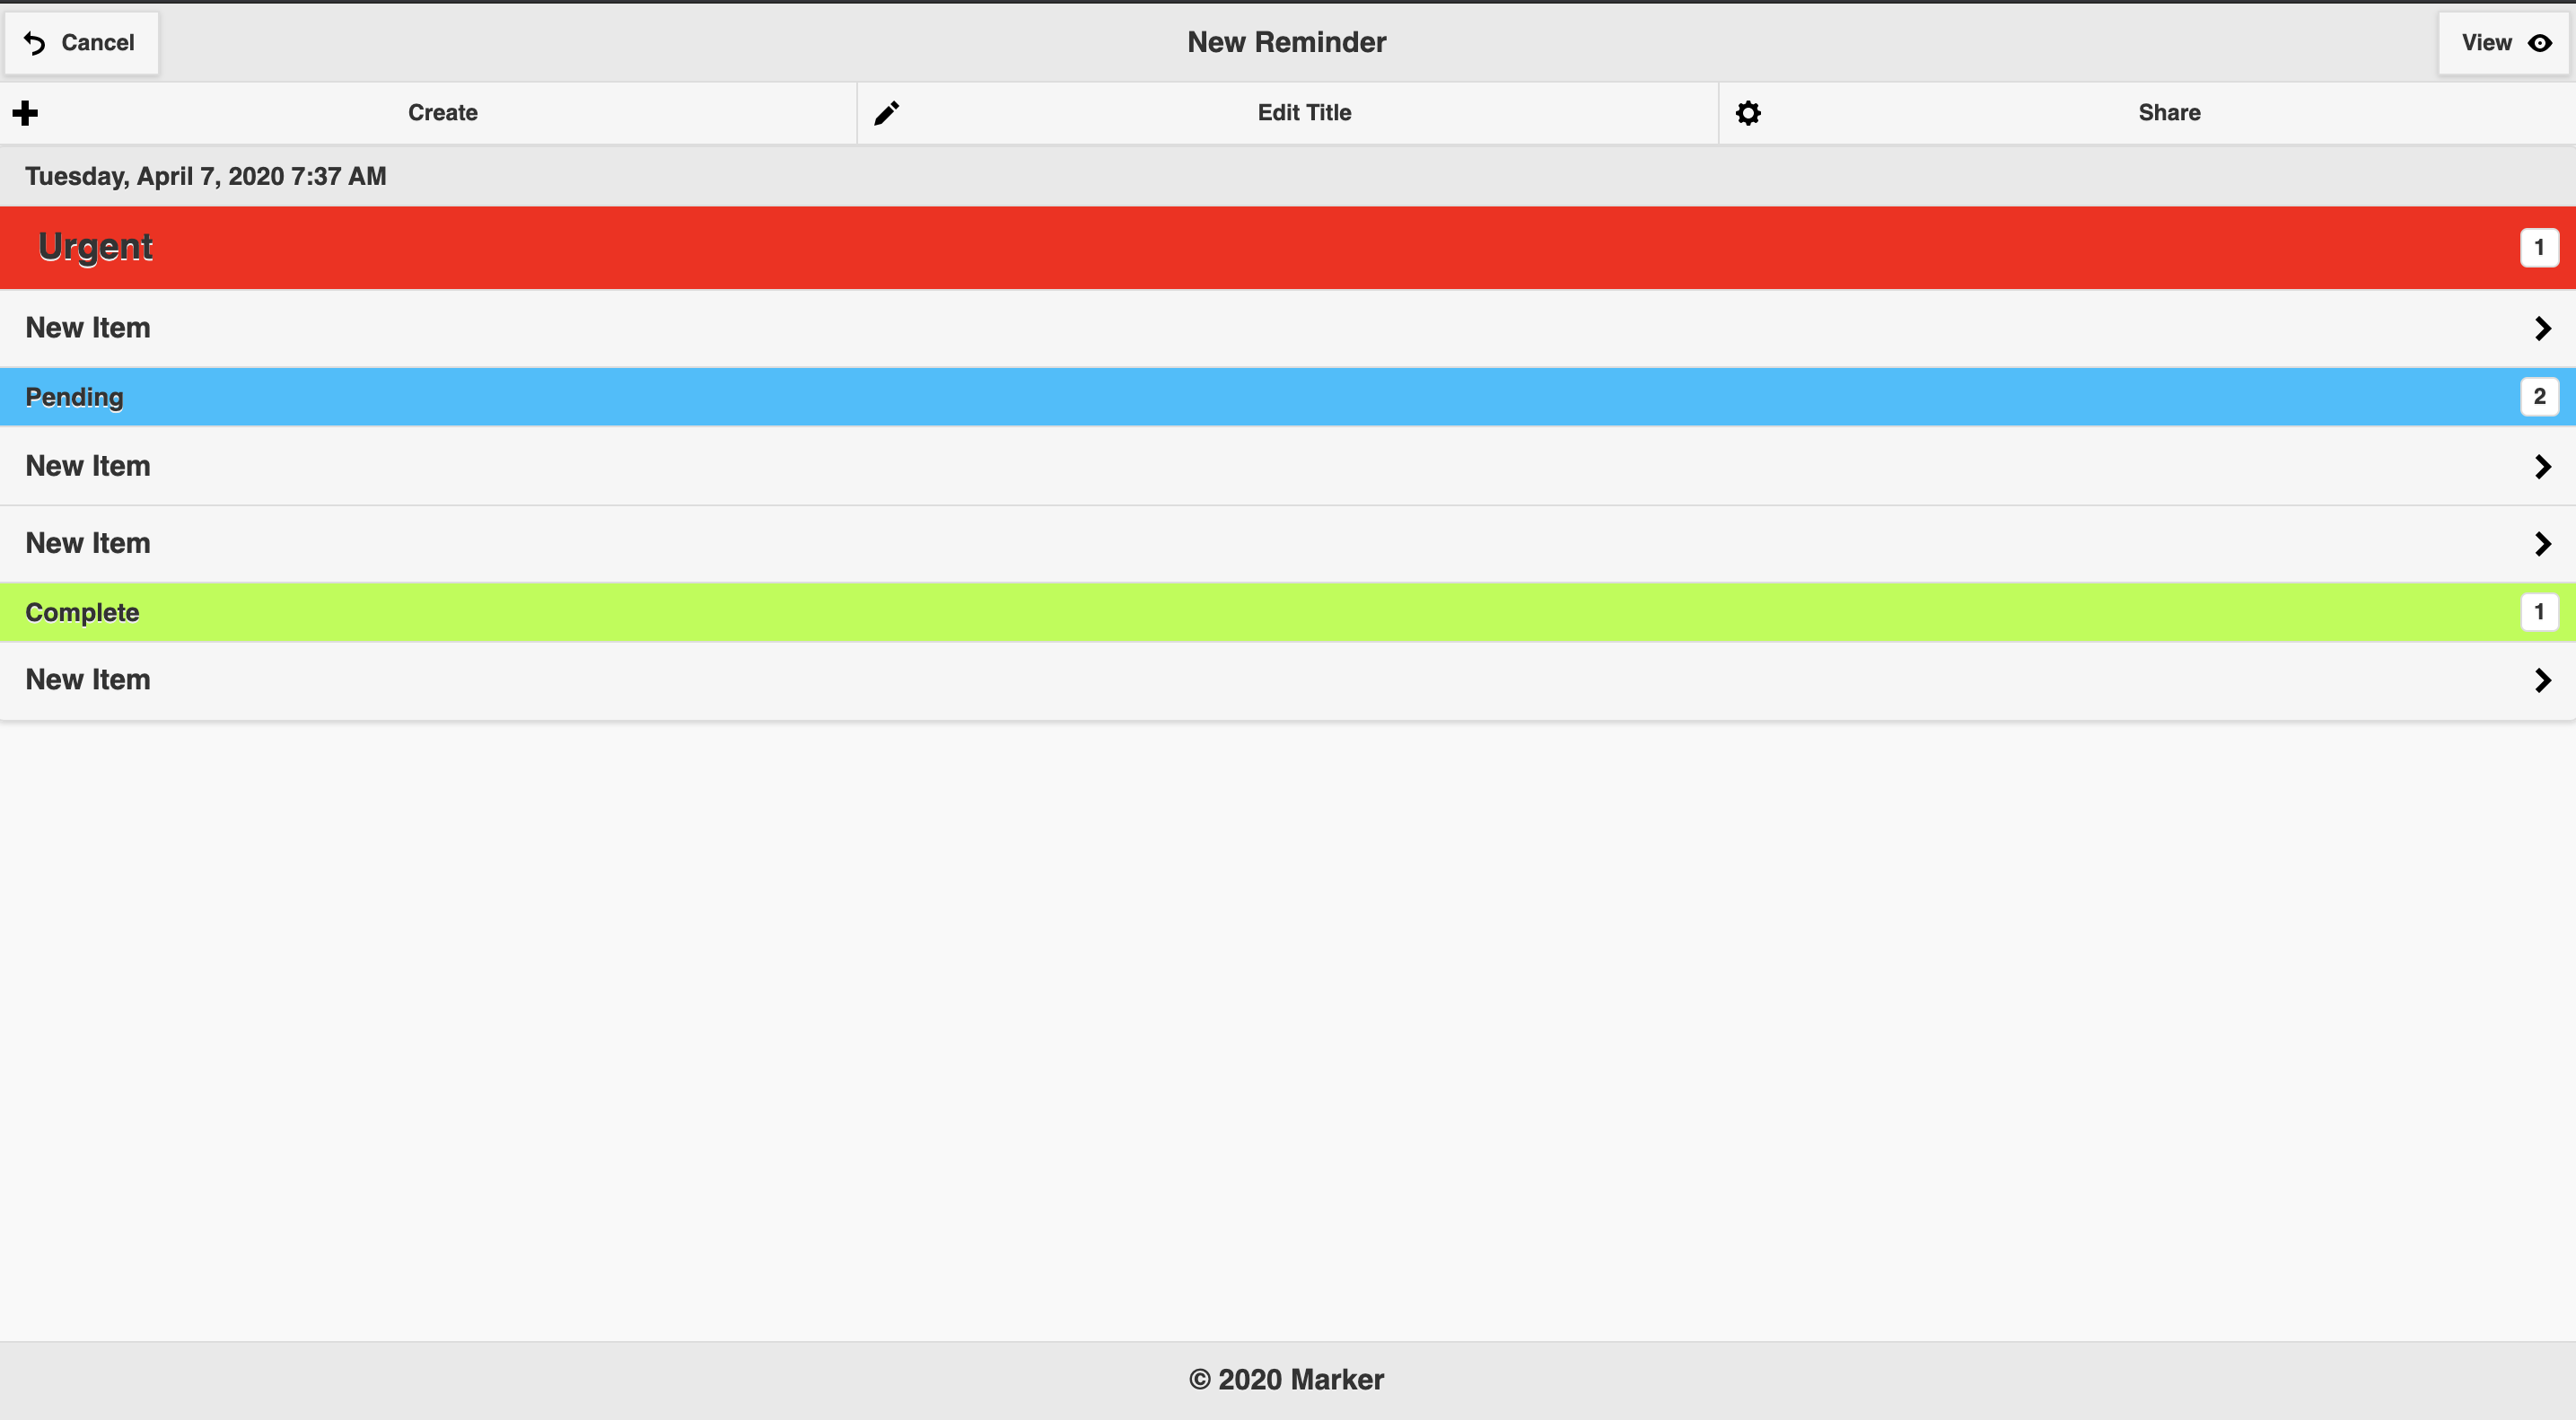 Cancel
New Reminder
View
Create
Edit Title
Share
Tuesday, April 7, 2020 7:37 AM
Urgent 1
New Item
Pending 2
New Item
New Item
Complete 1
New Item
© 2020 Marker